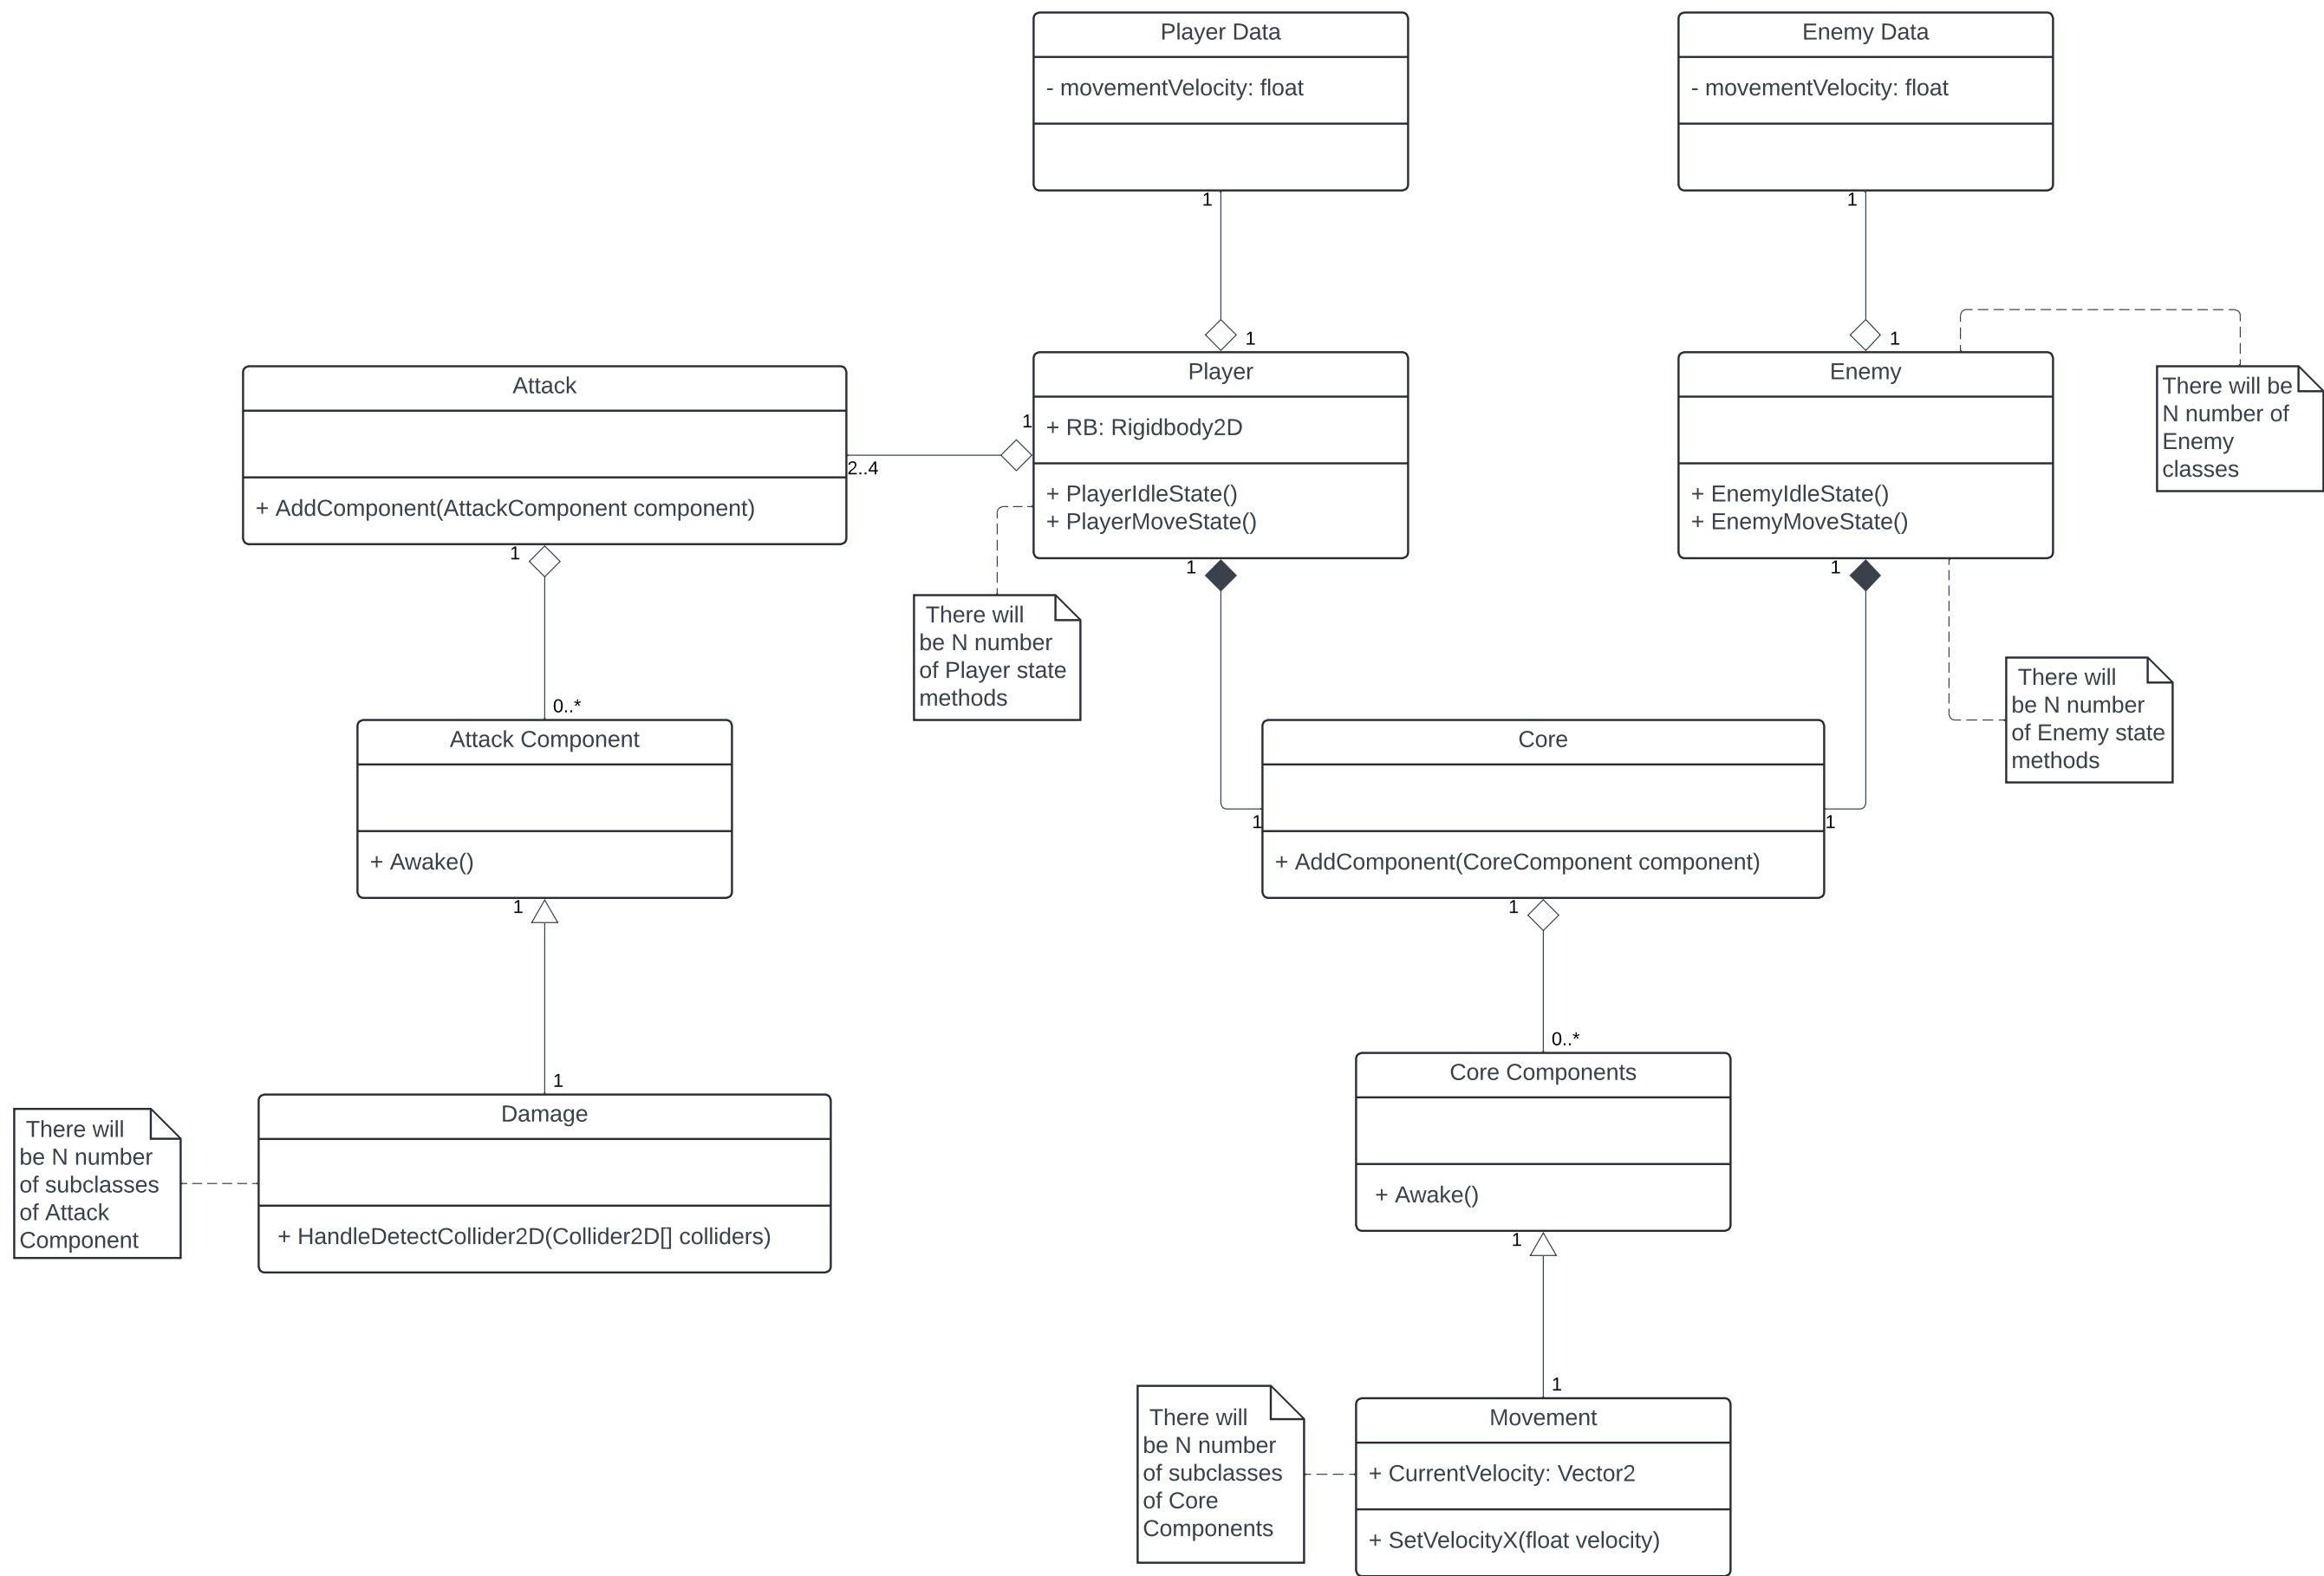 Player Data
- movementVelocity: float
1
1
Enemy Data
- movementVelocity: float
1
1
Attack
+ AddComponent(AttackComponent component)
2..4
1
Player
+ RB: Rigidbody2D
+ PlayerIdleState()
+ PlayerMoveState()
Enemy
+ EnemyIdleState()
+ EnemyMoveState()
There will be
N number of
Enemy
classes
1
0..*
There will
be N number
of Player state
methods
1
1
1
1
There will
be N number
of Enemy state
methods
Attack Component
+ Awake()
Core
+ AddComponent(CoreComponent component)
1
1
1
0..*
There will
be N number
of subclasses
of Attack
Component
Damage
+ HandleDetectCollider2D(Collider2D[] colliders)
Core Components
+ Awake()
1
1
There will
be N number
of subclasses
of Core
Components
Movement
+ CurrentVelocity: Vector2
+ SetVelocityX(float velocity)